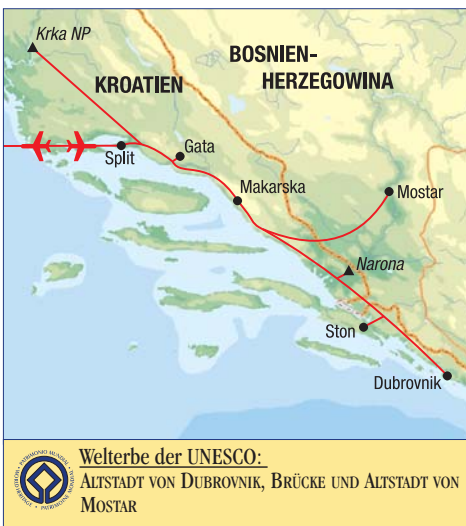 Krka NP
BOSNIEN-
HERZEGOWINA
KROATIEN
Split
Gata
Makarska
Mostar
Narona
Ston
Dubrovnik
Welterbe der UNESCO:
ALTSTADT VON DUBROVNIK, BRÜCKE UND ALTSTADT VON
MOSTAR